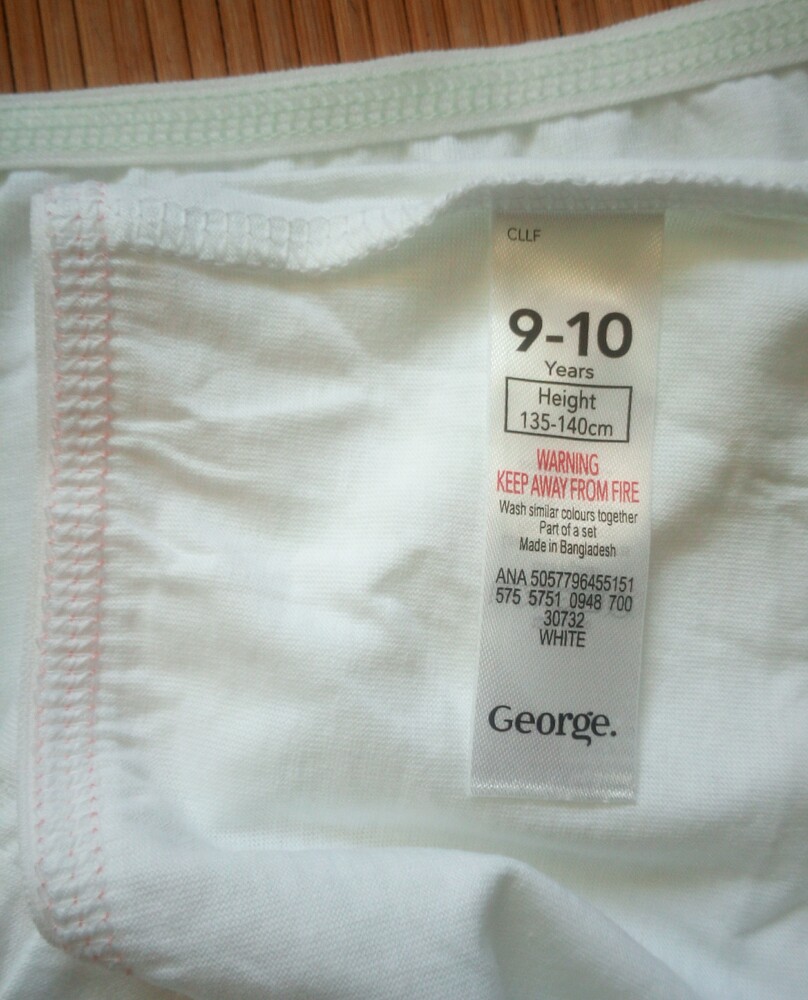 CLLF
9-10
Years
Height
135-140cm
WARNING
KEEP AWAY FROM FIRE
Wash similar colours together
Part of a set
Made in Bangladesh
ANA 5057796455151
575 5751 0948 700
30732
WHITE
George.